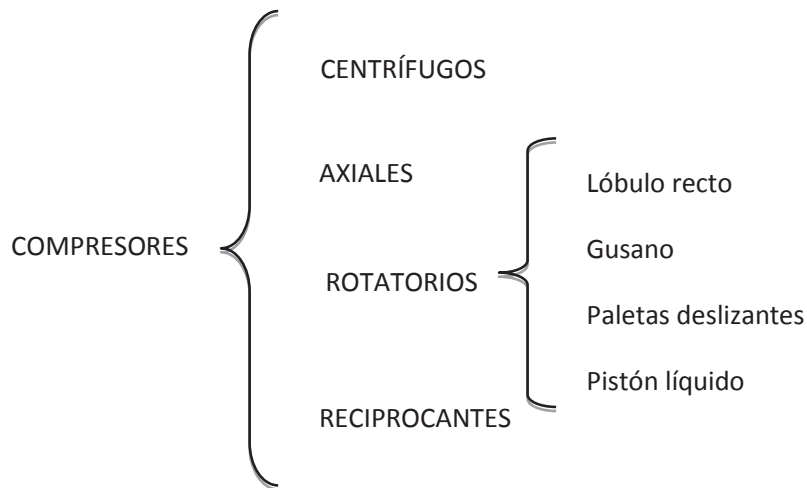 COMPRESORES
CENTRÍFUGOS
AXIALES
ROTATORIOS
Lóbulo recto
Gusano
Paletas deslizantes
Pistón líquido
RECIPROCANTES